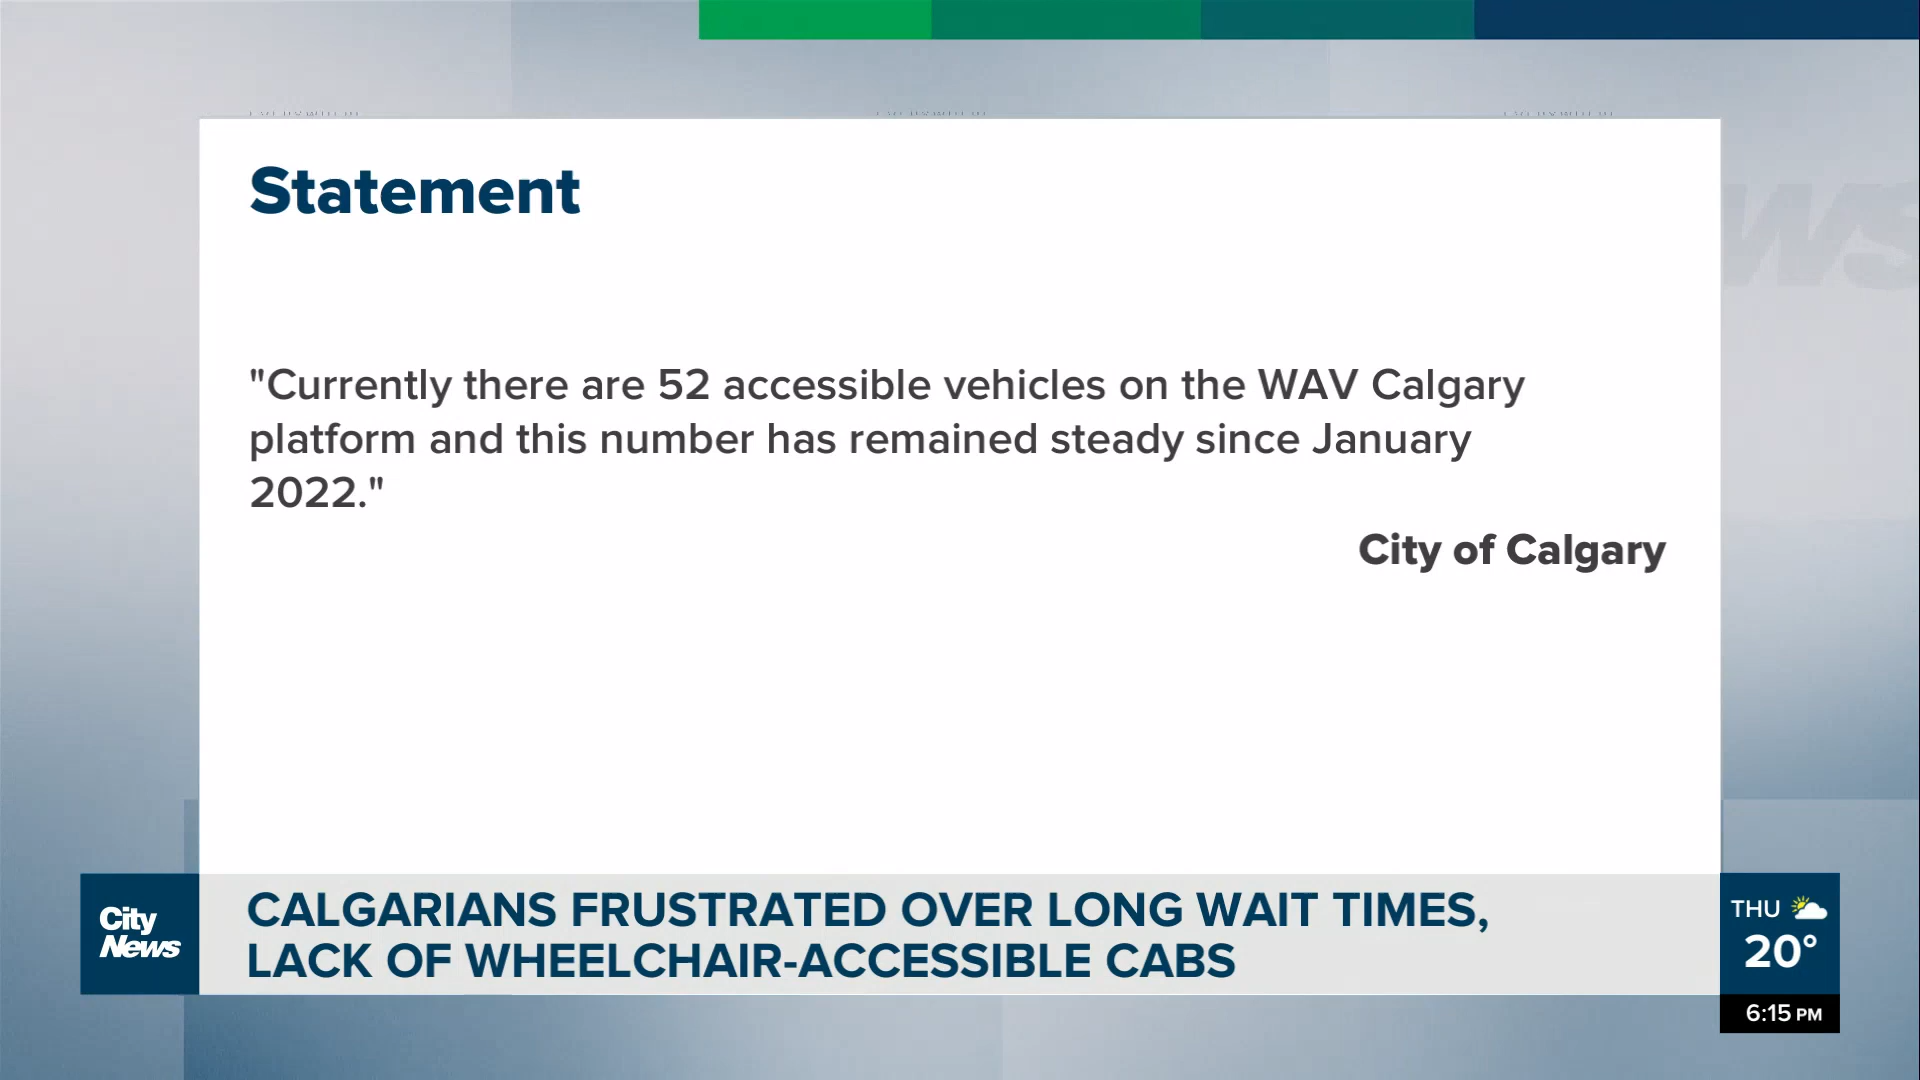 Statement
"Currently there are 52 accessible vehicles on the WAV Calgary
platform and this number has remained steady since January
2022."
City of Calgary
City
News
CALGARIANS FRUSTRATED OVER LONG WAIT TIMES,
LACK OF WHEELCHAIR-ACCESSIBLE CABS
THU
20°
6:15 PM